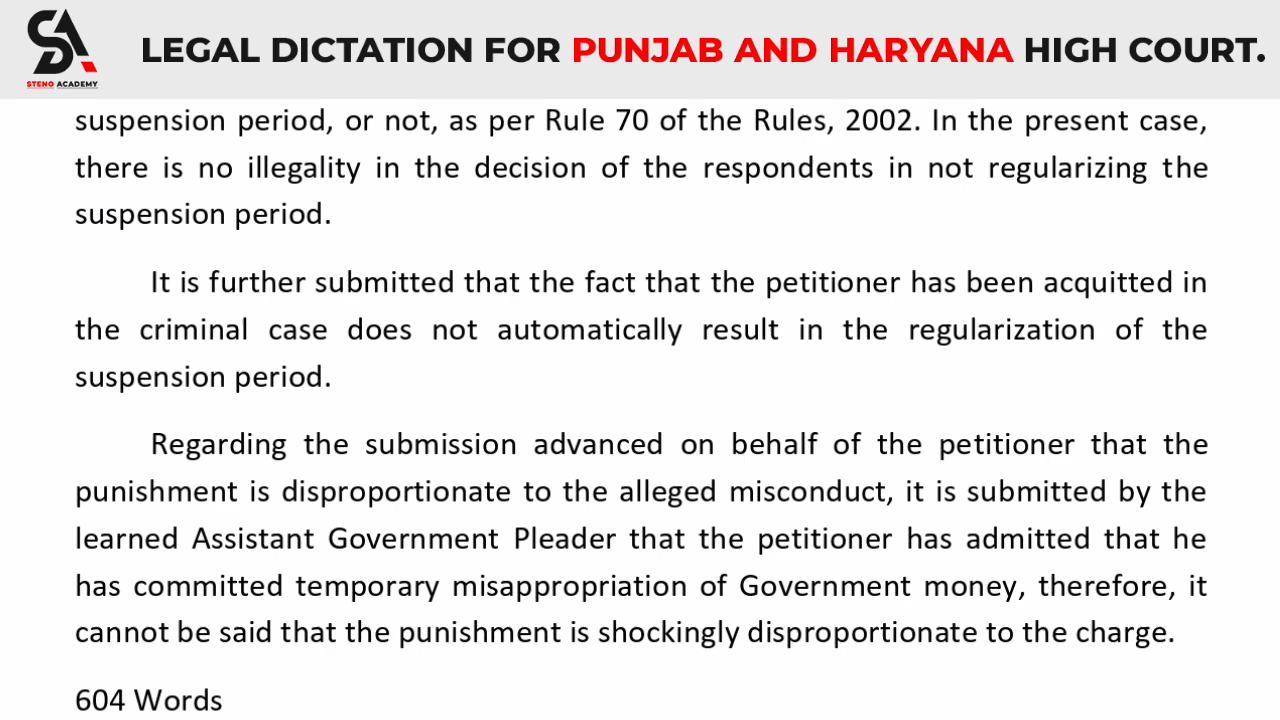 STENO ACADEMY
LEGAL DICTATION FOR PUNJAB AND HARYANA HIGH COURT.
suspension period, or not, as per Rule 70 of the Rules, 2002. In the present case,
there is no illegality in the decision of the respondents in not regularizing the
suspension period.
It is further submitted that the fact that the petitioner has been acquitted in
the criminal case does not automatically result in the regularization of the
suspension period.
Regarding the submission advanced on behalf of the petitioner that the
punishment is disproportionate to the alleged misconduct, it is submitted by the
learned Assistant Government Pleader that the petitioner has admitted that he
has committed temporary misappropriation of Government money, therefore, it
cannot be said that the punishment is shockingly disproportionate to the charge.
604 Words